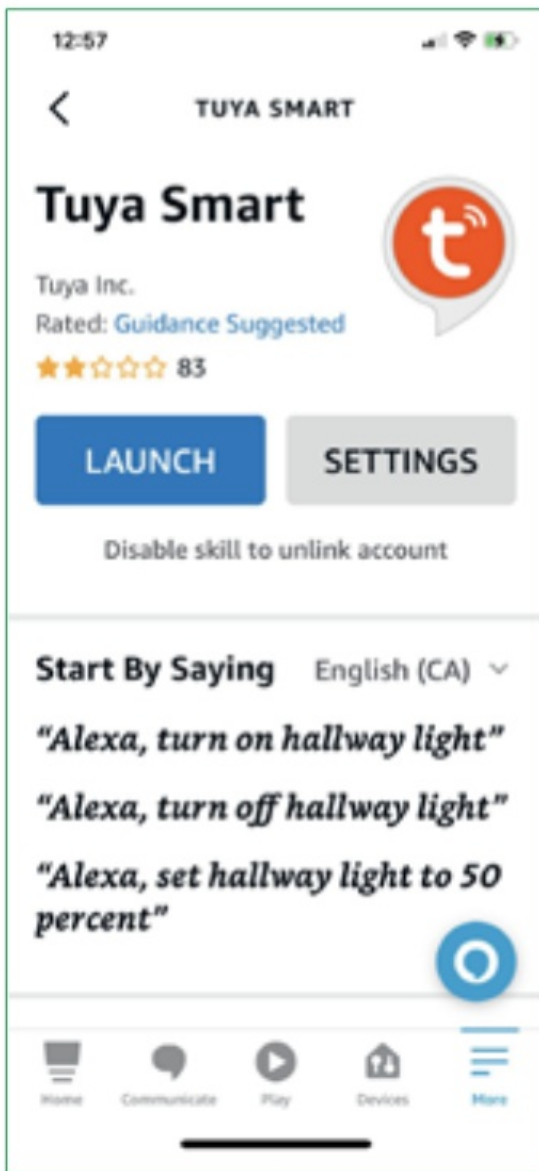 12:57
TUYA SMART
Tuya Smart
t
Tuya Inc.
Rated: Guidance Suggested
83
LAUNCH
SETTINGS
Disable skill to unlink account
Start By Saying
English (CA)
“Alexa, turn on hallway light”
“Alexa, turn off hallway light”
“Alexa, set hallway light to 50
percent”
Home
Communicate
Play
Devices
More